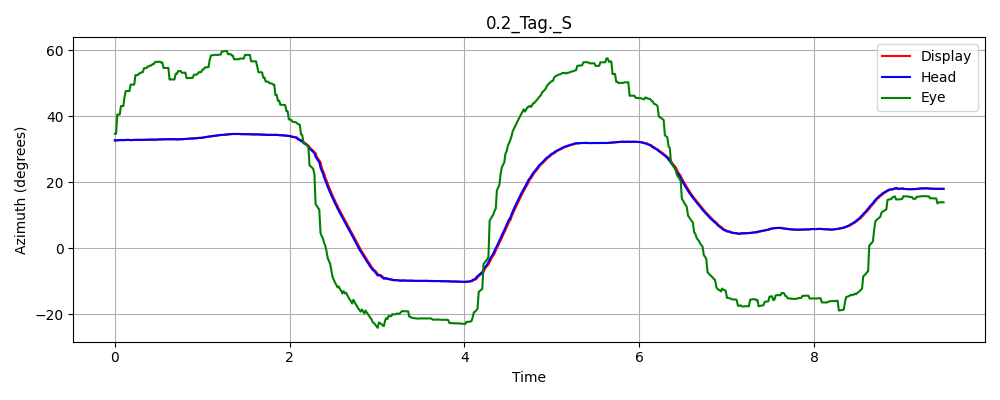 0.2_Tag._S
Display
Head
Eye
Azimuth (degrees)
60
40
20
0
−20
0 2 4 6 8
Time